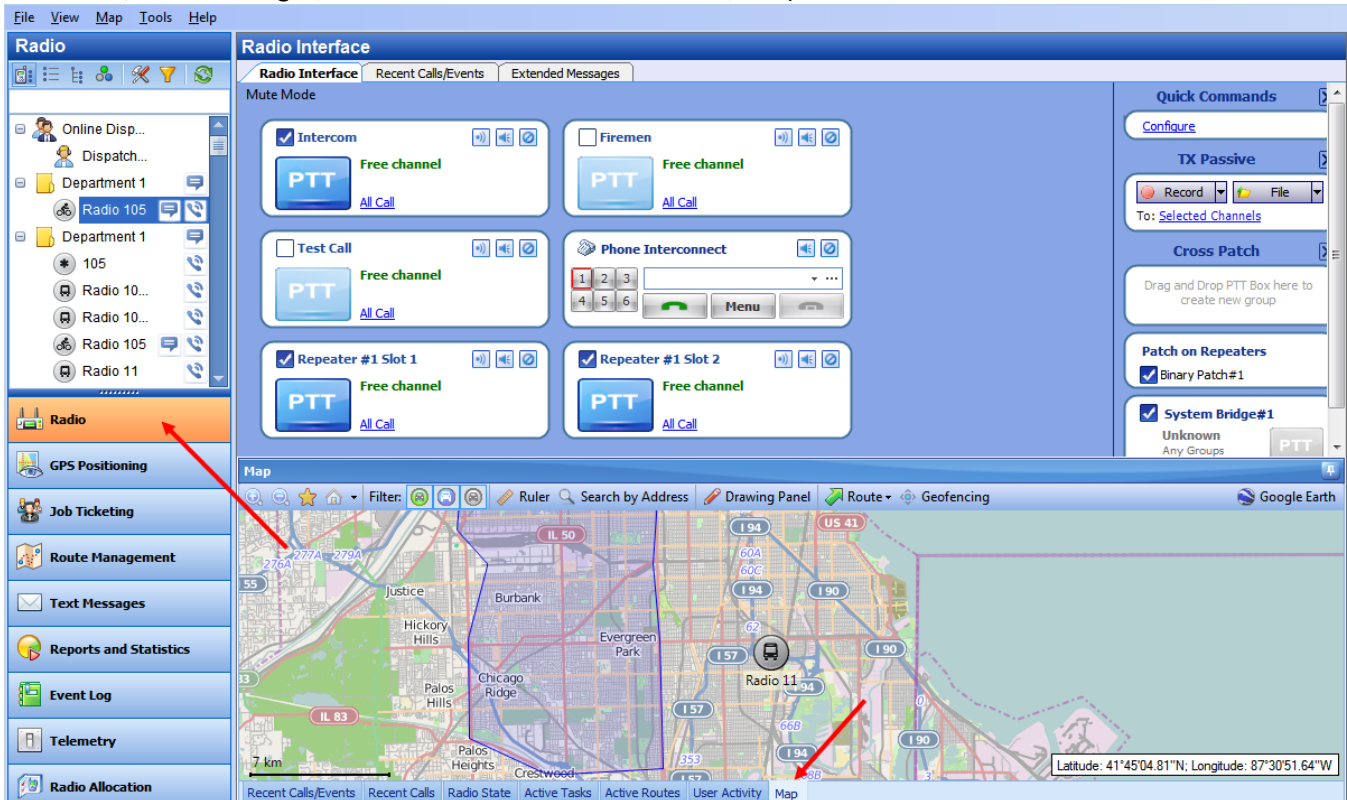 File View Map Tools Help
Radio
Online Disp...
Dispatch...
Department 1
Radio 105
Department 1
105
Radio 10...
Radio 10...
Radio 105
Radio 11
Radio
GPS Positioning
Job Ticketing
Route Management
Text Messages
Reports and Statistics
Event Log
Telemetry
Radio Allocation
Radio Interface
Radio Interface Recent Calls/Events Extended Messages
Mute Mode
Intercom
PTT Free channel
All Call
Firemen
PTT Free channel
All Call
Test Call
PTT Free channel
All Call
Phone Interconnect
1 2 3
4 5 6 Menu
Repeater #1 Slot 1
PTT Free channel
All Call
Repeater #1 Slot 2
PTT Free channel
All Call
Quick Commands
Configure
TX Passive
Record File
To: Selected Channels
Cross Patch
Drag and Drop PTT Box here to
create new group
Patch on Repeaters
Binary Patch#1
System Bridge#1
Unknown
Any Groups
PTT
Map
Filter: Ruler Search by Address Drawing Panel Route Geofencing Google Earth
IL 50
I 94
US 41
276A 277A 279A
60A
60C
55
Justice
Burbank
I 94
I 90
Hickory
Hills
62
Evergreen
Park
I 57
I 90
Radio 11
94
Chicago
Ridge
Palos
Hills
IL 83
I 57
66B
0
I 90
Palos
Heights
353
I 94
7 km
Crestwood
I 57
3
Latitude: 41°45'04.81"N; Longitude: 87°30'51.64"W
Recent Calls/Events Recent Calls Radio State Active Tasks Active Routes User Activity Map